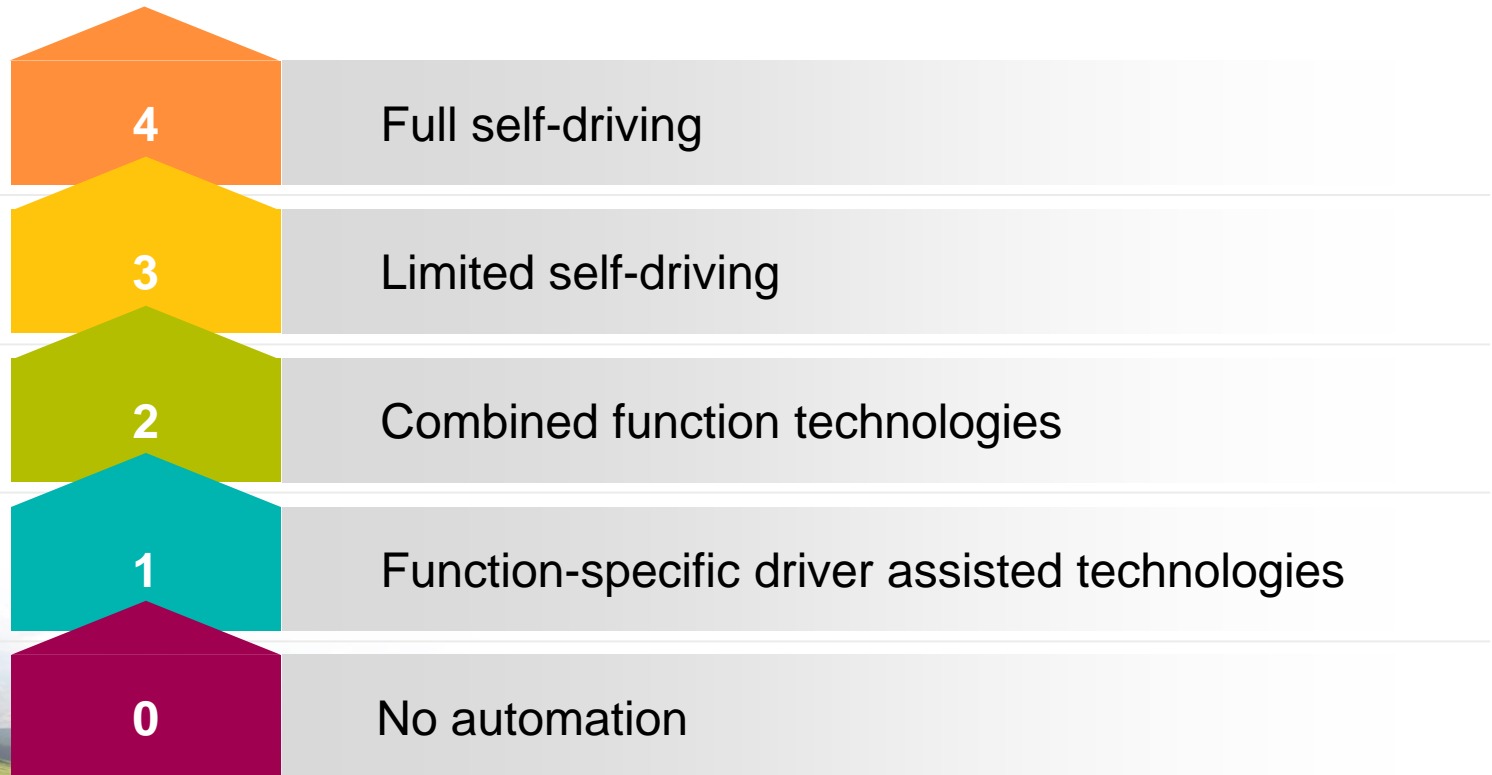 4
Full self-driving
3
Limited self-driving
2
Combined function technologies
1
Function-specific driver assisted technologies
0
No automation